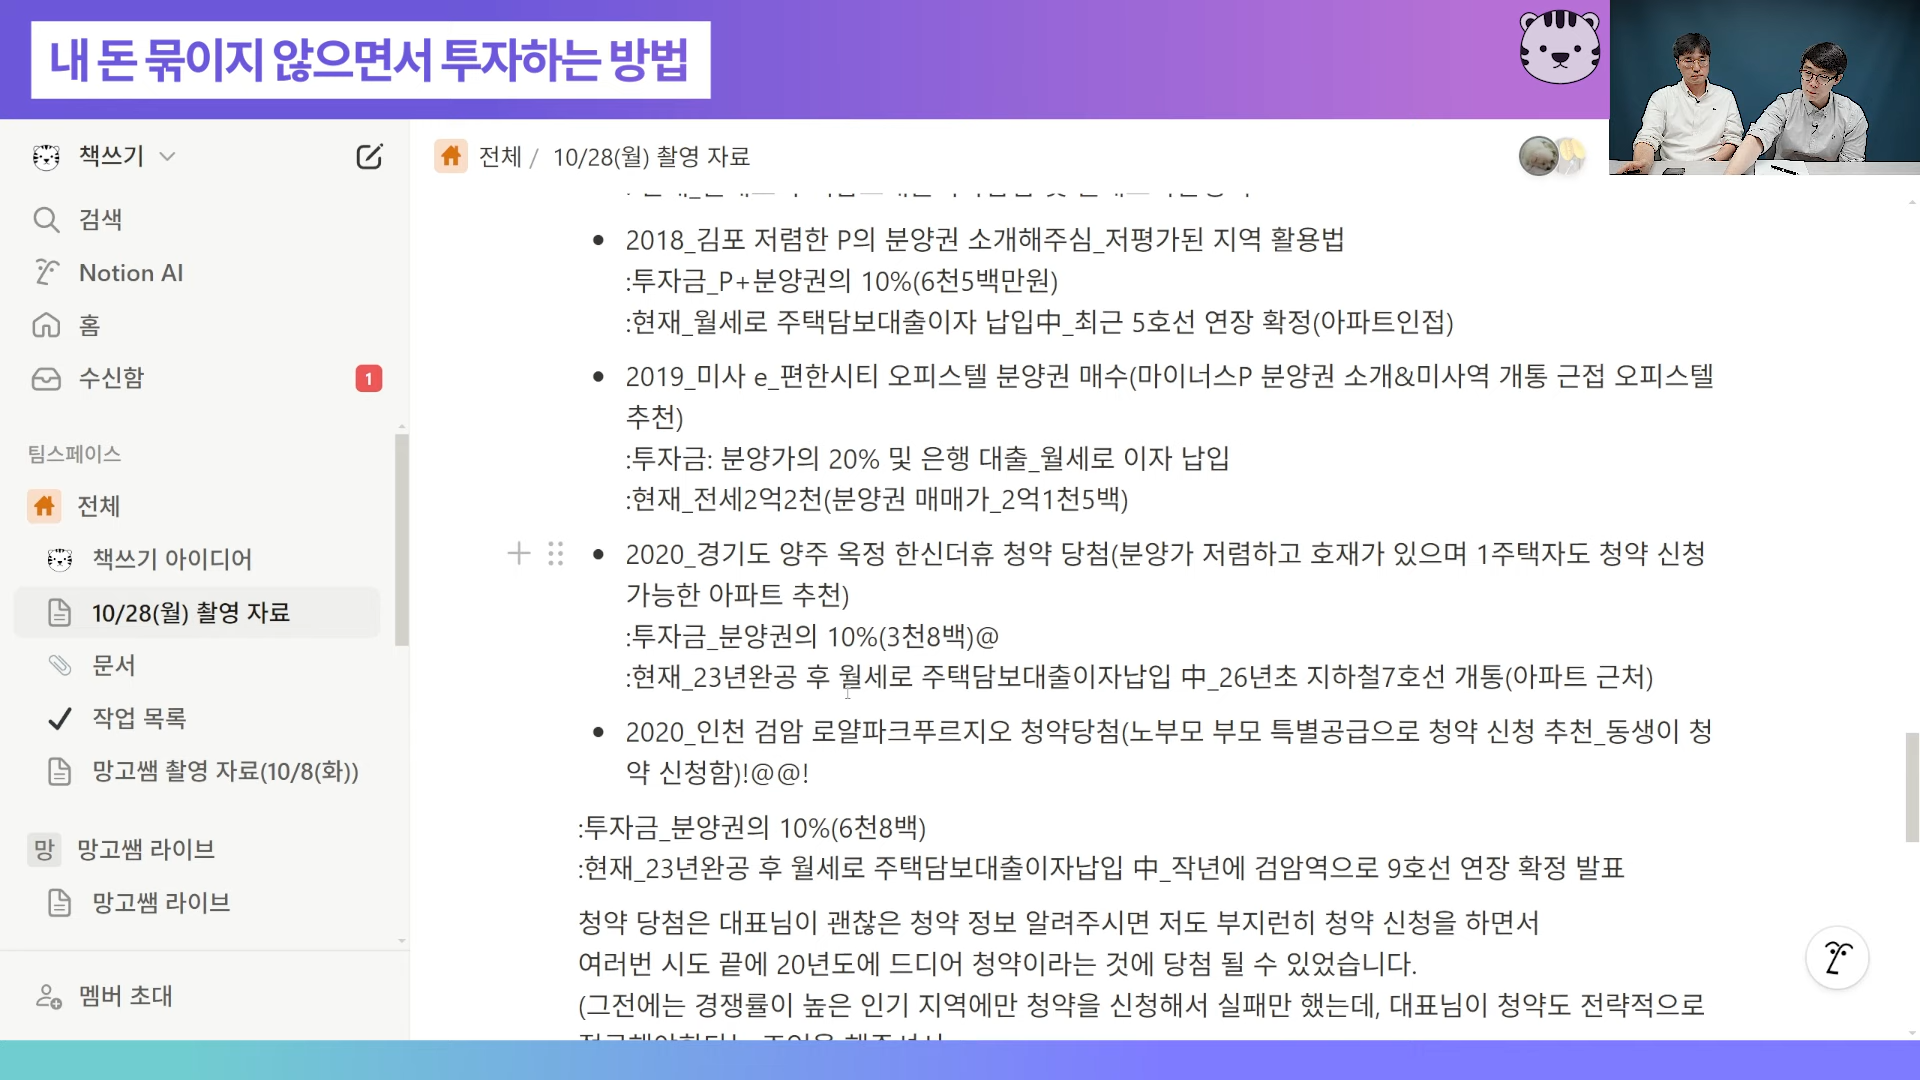 내 돈 묶이지 않으면서 투자하는 방법
책쓰기
전체 / 10/28(월) 촬영 자료
검색
Notion AI
홈
수신함
1
팀스페이스
전체
책쓰기 아이디어
10/28(월) 촬영 자료
문서
작업 목록
망고쌤 촬영 자료(10/8(화))
망 망고쌤 라이브
망고쌤 라이브
멤버 초대
2018_김포 저렴한 P의 분양권 소개해주심_저평가된 지역 활용법
:투자금_P+분양권의 10%(6천5백만원)
:현재_월세로 주택담보대출이자 납입中_최근 5호선 연장 확정(아파트인접)
2019_미사 e_편한시티 오피스텔 분양권 매수(마이너스P 분양권 소개&미사역 개통 근접 오피스텔
추천)
:투자금: 분양가의 20% 및 은행 대출_월세로 이자 납입
:현재_전세2억2천(분양권 매매가_2억1천5백)
2020_경기도 양주 옥정 한신더휴 청약 당첨(분양가 저렴하고 호재가 있으며 1주택자도 청약 신청
가능한 아파트 추천)
:투자금_분양권의 10%(3천8백)@
:현재_23년완공 후 월세로 주택담보대출이자납입 中_26년초 지하철7호선 개통(아파트 근처)
2020_인천 검암 로얄파크푸르지오 청약당첨(노부모 부모 특별공급으로 청약 신청 추천_동생이 청
약 신청함)!@@!
:투자금_분양권의 10%(6천8백)
:현재_23년완공 후 월세로 주택담보대출이자납입 中_작년에 검암역으로 9호선 연장 확정 발표
청약 당첨은 대표님이 괜찮은 청약 정보 알려주시면 저도 부지런히 청약 신청을 하면서
여러번 시도 끝에 20년도에 드디어 청약이라는 것에 당첨 될 수 있었습니다.
(그전에는 경쟁률이 높은 인기 지역에만 청약을 신청해서 실패만 했는데, 대표님이 청약도 전략적으로